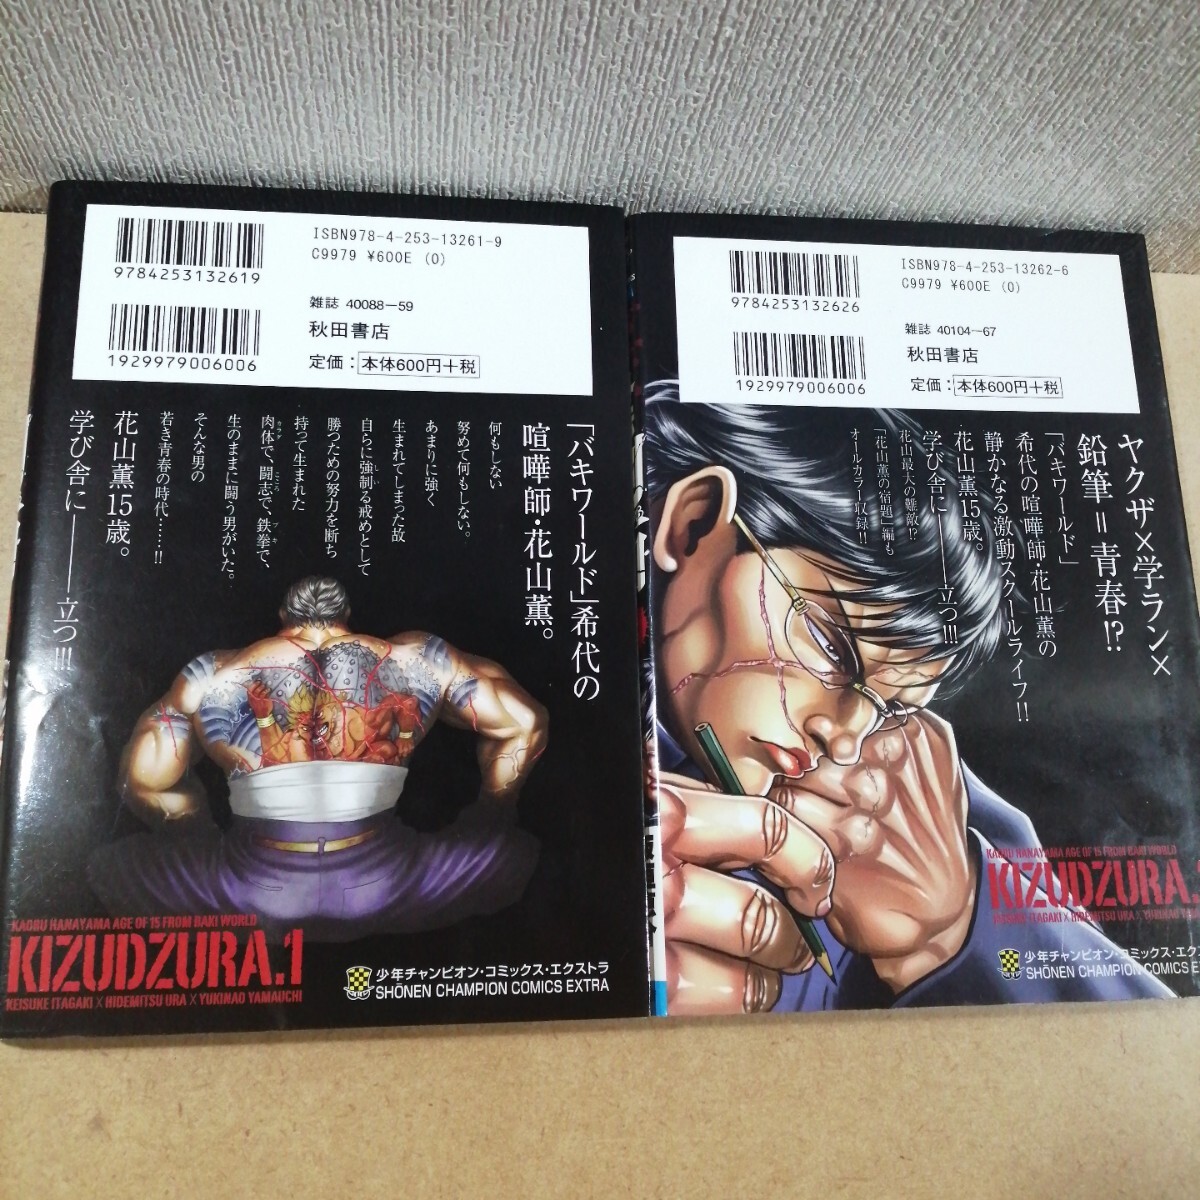 ISBN978-4-253-13261-9
C9979 ¥600E (0)
9784253132619
雑誌 40088-59
秋田書店
1929979006006
定価：本体600円+税
「バキワールド」希代の
喧嘩師・花山薫。
何もしない
努めて何もしない。
あまりに強く
生まれてしまった故
自らに強制る戒めとして
勝つための努力を断ち
持って生まれた
肉体で、闘志で、鉄拳で、
生のままに闘う男がいた。
そんな男の
若き青春の時代……!!
花山薫15歳。
学び舎に――立つ!!!
KAORU HANAYAMA AGE OF 15 FROM BAKI WORLD
KIZUDZURA.1
KEISUKE ITAGAKI × HIDEMITSU URA × YUKINAO YAMAUCHI
少年チャンピオン・コミックス・エクストラ
SHŌNEN CHAMPION COMICS EXTRA
ISBN978-4-253-13262-6
C9979 ¥600E (0)
9784253132626
雑誌 40104-67
秋田書店
1929979006006
定価：本体600円+税
ヤクザ×学ラン×
鉛筆＝青春!?
「バキワールド」
希代の喧嘩師・花山薫の
静かなる激動スクールライフ!!
花山薫15歳。
学び舎に――立つ!!!
花山最大の難敵!?
「花山薫の宿題」編も
オールカラー収録!!
KAORU HANAYAMA AGE OF 15 FROM BAKI WORLD
KIZUDZURA.
KEISUKE ITAGAKI × HIDEMITSU URA × YUKINAO
少年チャンピオン・コミックス・エクスト
SHŌNEN CHAMPION COMICS EX